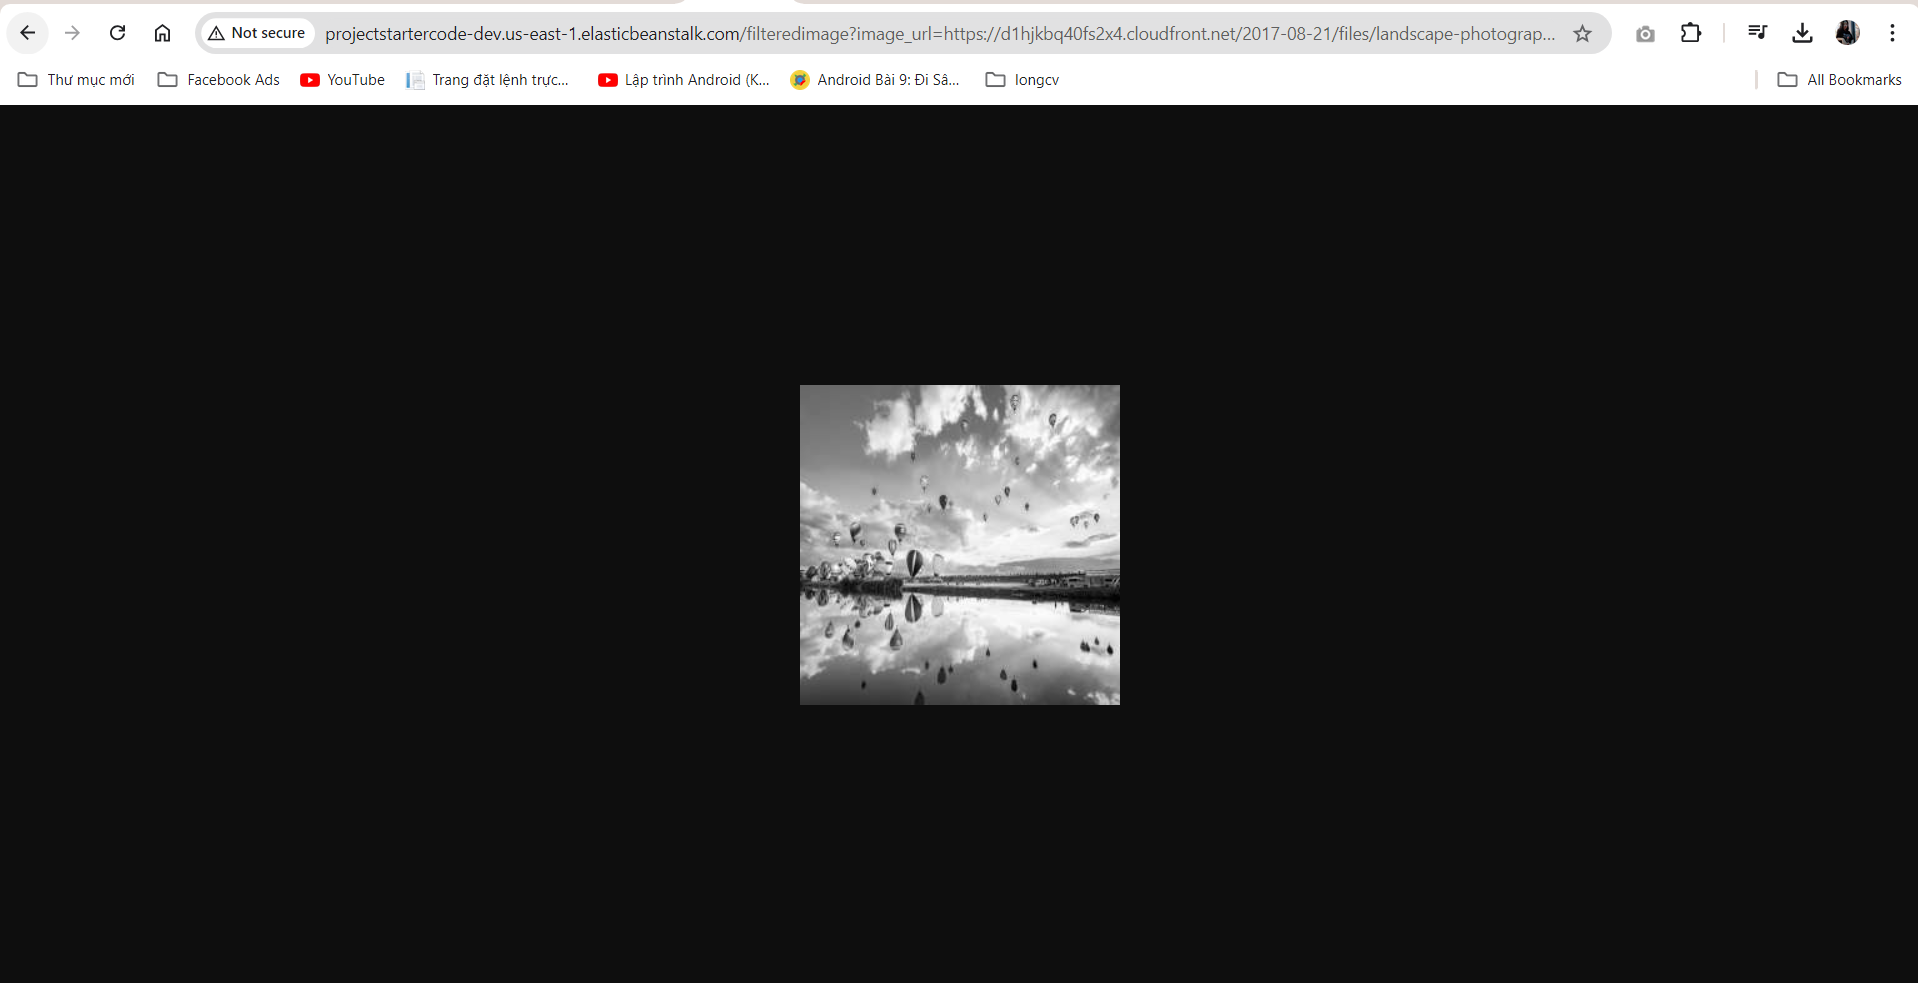 Not secure projectstartercode-dev.us-east-1.elasticbeanstalk.com/filteredimage?image_url=https://d1hjkbq40fs2x4.cloudfront.net/2017-08-21/files/landscape-photograp...
Thư mục mới Facebook Ads YouTube Trang đặt lệnh trực... Lập trình Android (K... Android Bài 9: Đi Sâ... longcv All Bookmarks